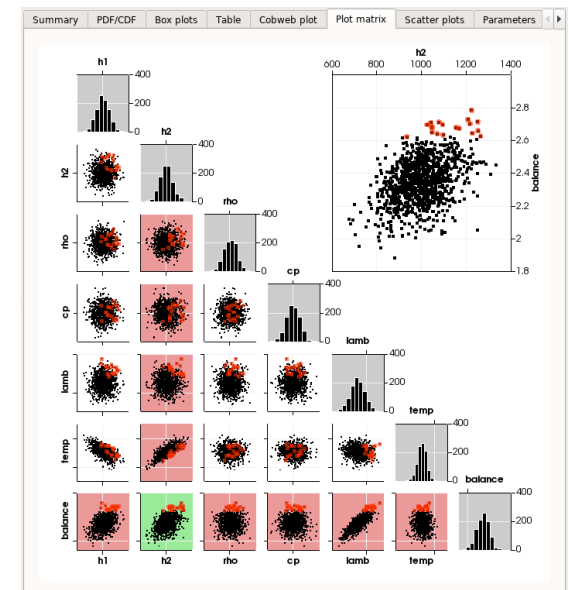 Summary PDF/CDF Box plots Table Cobweb plot Plot matrix Scatter plots Parameters
h1 h2
400 600 800 1000 1200 1400
200
h2 400 2.8
0
h2 200 2.6
rho 400 0 2.4
balance
rho 200 2.2
cp 400 0 2
cp 200 1.8
lamb 400
0
lamb 200
temp 400
0
temp 200
balance 400
0
balance 200
0
h1 h2 rho cp lamb temp